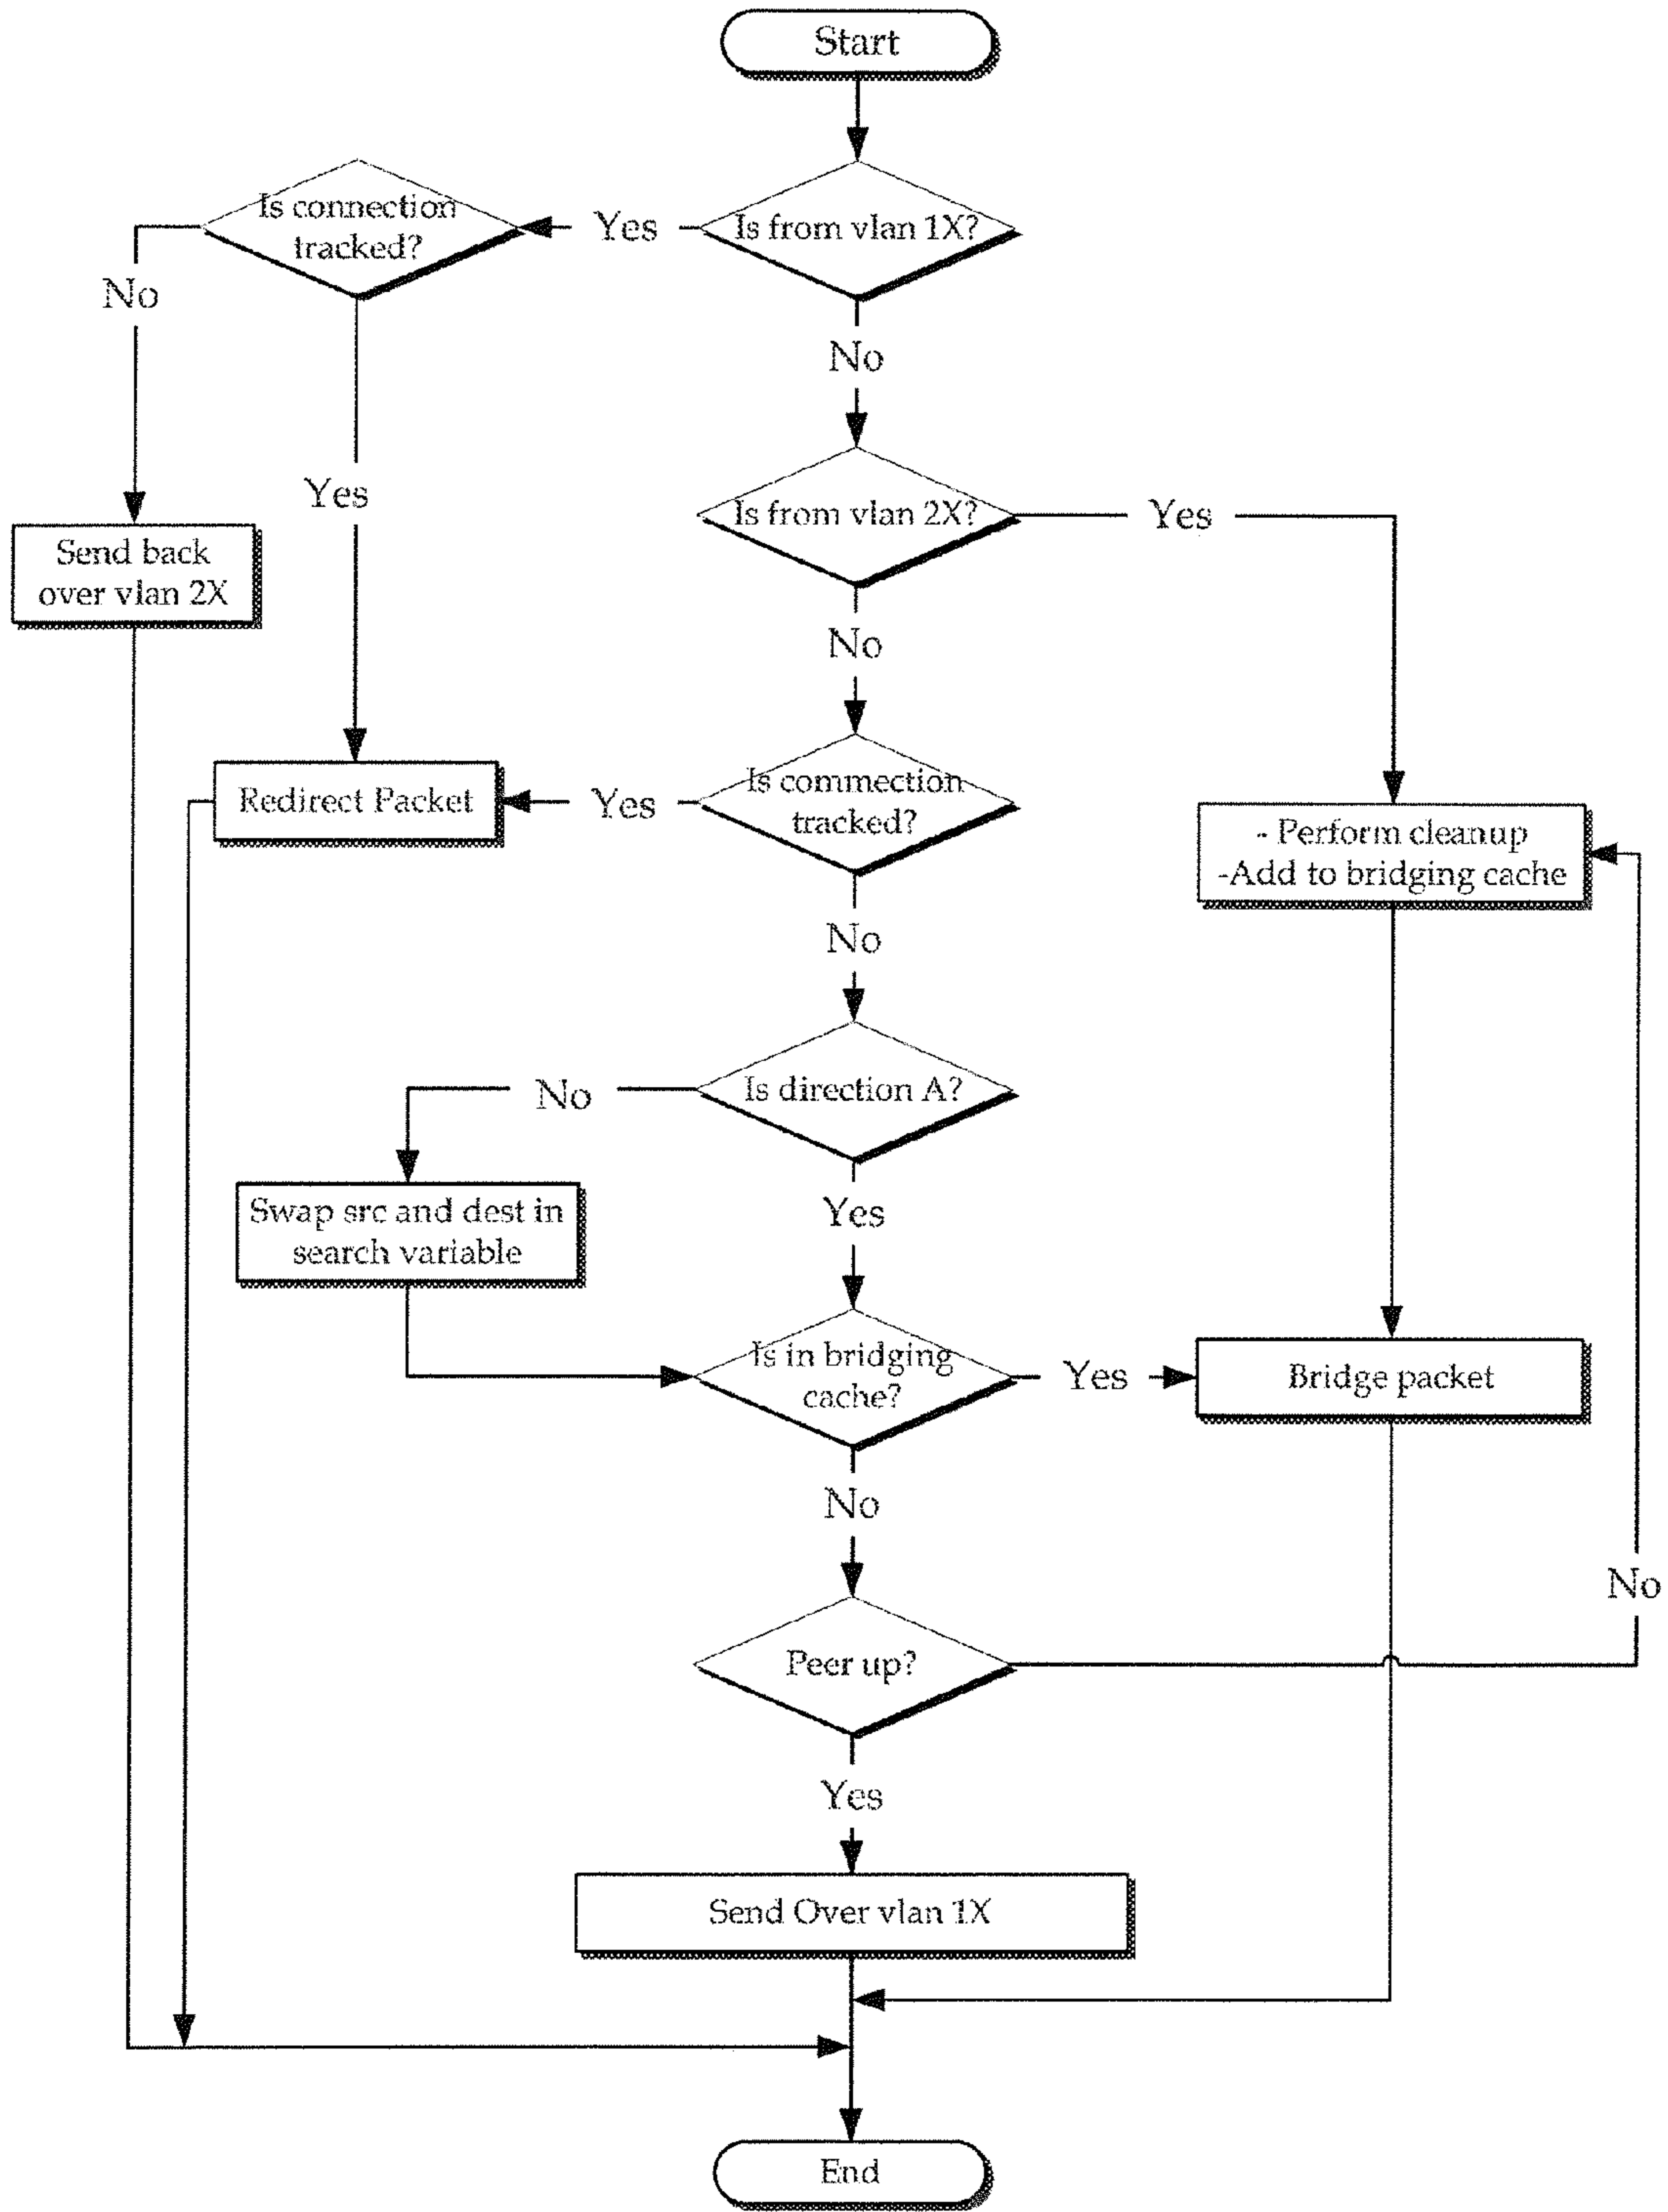 Start
Is connection
tracked?
Yes
Is from vlan 1X?
No
No
Yes
Is from vlan 2X?
Yes
Send back
over vlan 2X
No
Redirect Packet
Yes
Is commection
tracked?
- Perform cleanup
-Add to bridging cache
No
No
Is direction A?
Swap src and dest in
search variable
Yes
Is in bridging
cache?
Yes
Bridge packet
No
No
Peer up?
Yes
Send Over vlan 1X
End